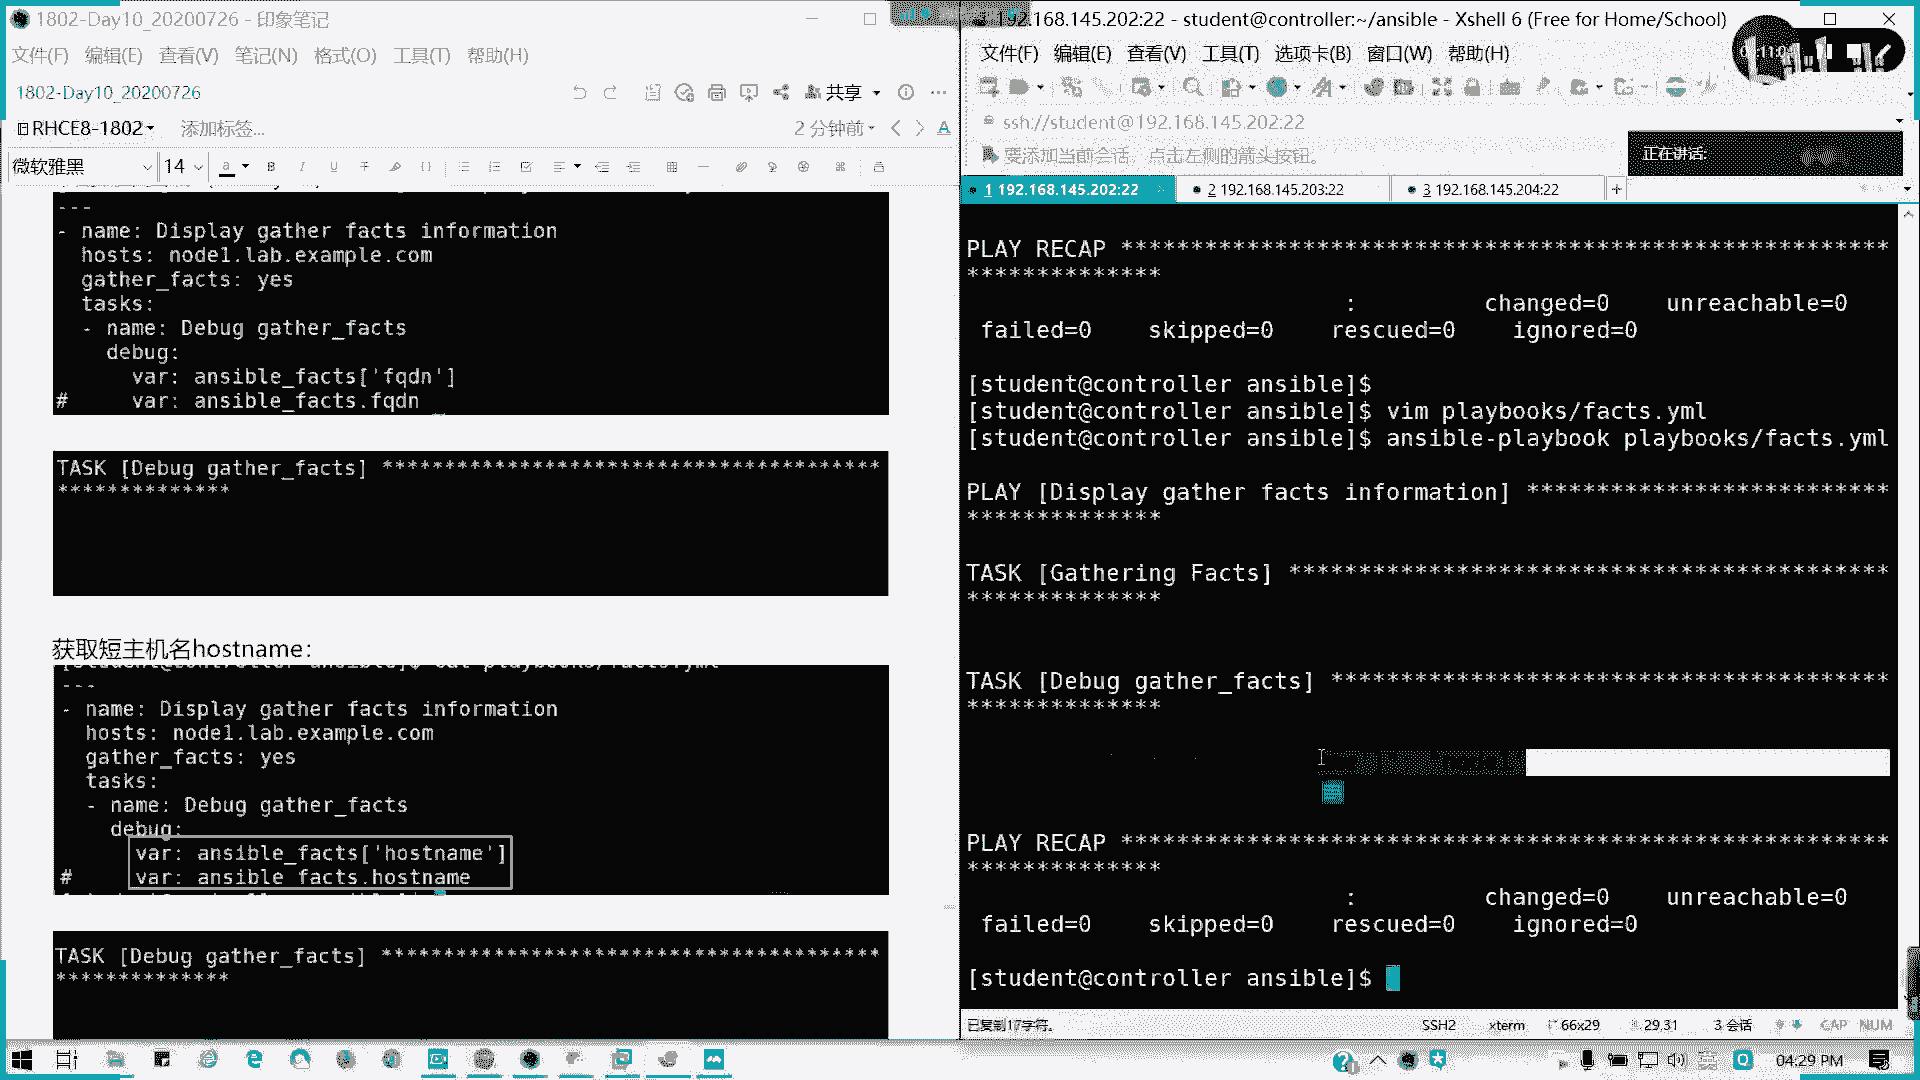 1802-Day10_20200726 - 印象笔记
文件(F) 编辑(E) 查看(V) 笔记(N) 格式(O) 工具(T) 帮助(H)
1802-Day10_20200726
共享
RHCE8-1802
添加标签...
2 分钟前
微软雅黑 14
---
- name: Display gather facts information
hosts: node1.lab.example.com
gather_facts: yes
tasks:
- name: Debug gather_facts
debug:
var: ansible_facts['fqdn']
# var: ansible_facts.fqdn
TASK [Debug gather_facts] ****************************************
**************
获取短主机名hostname:
---
- name: Display gather facts information
hosts: node1.lab.example.com
gather_facts: yes
tasks:
- name: Debug gather_facts
debug:
var: ansible_facts['hostname']
# var: ansible_facts.hostname
TASK [Debug gather_facts] ****************************************
**************
192.168.145.202:22 - student@controller:~/ansible - Xshell 6 (Free for Home/School)
文件(F) 编辑(E) 查看(V) 工具(T) 选项卡(B) 窗口(W) 帮助(H)
ssh://student@192.168.145.202:22
要添加当前会话，点击左侧的箭头按钮。
正在讲话:
1 192.168.145.202:22
2 192.168.145.203:22
3 192.168.145.204:22
PLAY RECAP *******************************************************
**************
: changed=0 unreachable=0
failed=0 skipped=0 rescued=0 ignored=0
[student@controller ansible]$
[student@controller ansible]$ vim playbooks/facts.yml
[student@controller ansible]$ ansible-playbook playbooks/facts.yml
PLAY [Display gather facts information] **************************
**************
TASK [Gathering Facts] *******************************************
**************
TASK [Debug gather_facts] ****************************************
**************
PLAY RECAP *******************************************************
**************
: changed=0 unreachable=0
failed=0 skipped=0 rescued=0 ignored=0
[student@controller ansible]$
已复制17字符。
SSH2 xterm 66x29 29,31 3 会话 CAP NUM
04:29 PM